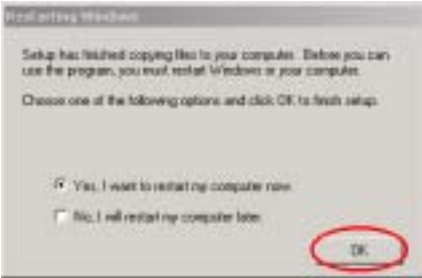 Restarting Windows
Setup has finished copying files to your computer. Before you can
use the program, you must restart Windows or your computer.
Choose one of the following options and click OK to finish setup.
Yes, I want to restart my computer now.
No, I will restart my computer later.
OK